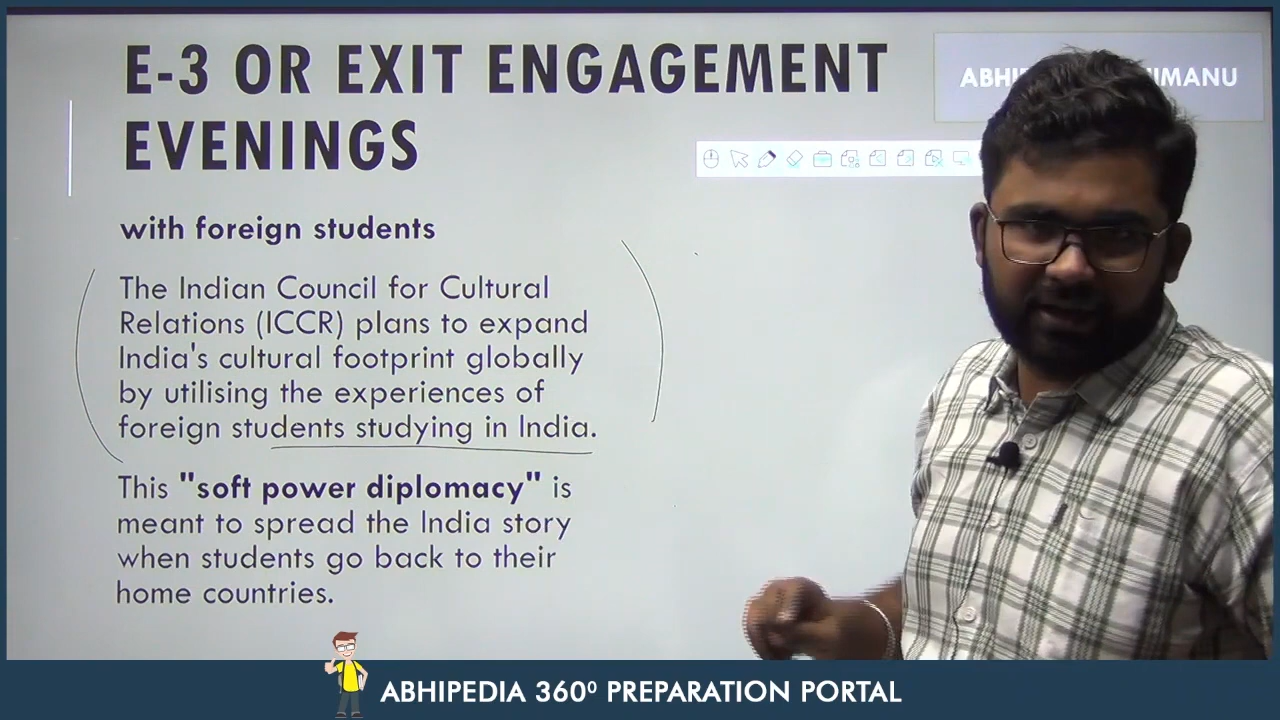 E-3 OR EXIT ENGAGEMENT
EVENINGS
with foreign students
The Indian Council for Cultural
Relations (ICCR) plans to expand
India's cultural footprint globally
by utilising the experiences of
foreign students studying in India.
This "soft power diplomacy" is
meant to spread the India story
when students go back to their
home countries.
ABHIPEDIA 360⁰ PREPARATION PORTAL